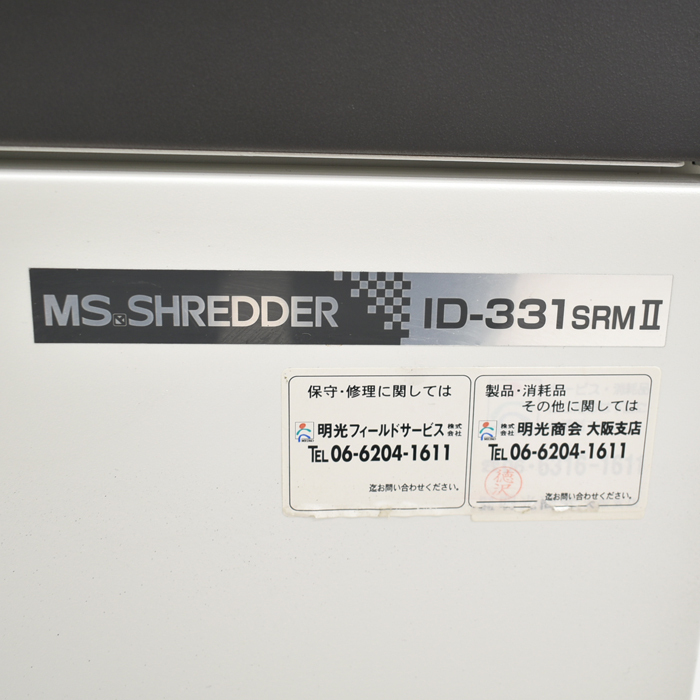 MS SHREDDER ID-331SRMⅡ
保守・修理に関しては
明光フィールドサービス株式会社
TEL 06-6204-1611
迄お問い合わせください。
製品・消耗品
その他に関しては
株式会社 明光商会 大阪支店
TEL 06-6204-1611
迄お問い合わせください。